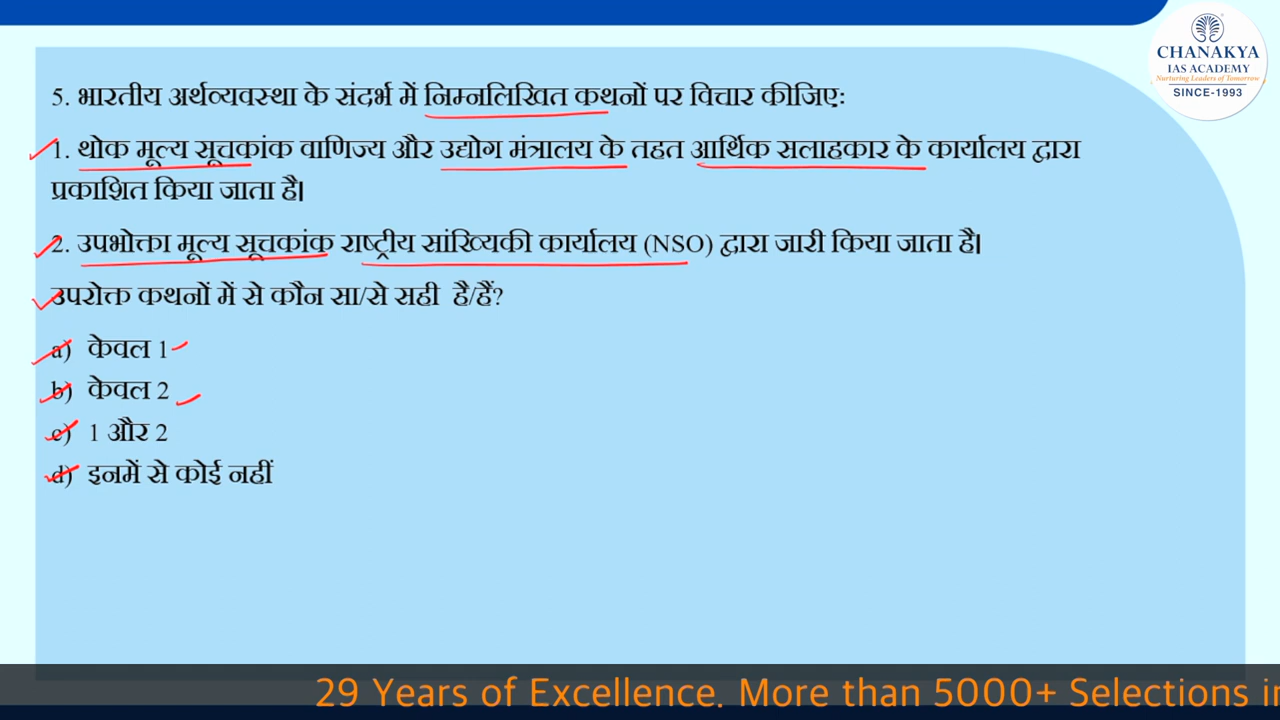 CHANAKYA
IAS ACADEMY
Nurturing Leaders of Tomorrow
SINCE-1993
5. भारतीय अर्थव्यवस्था के संदर्भ में निम्नलिखित कथनों पर विचार कीजिए:
1. थोक मूल्य सूचकांक वाणिज्य और उद्योग मंत्रालय के तहत आर्थिक सलाहकार के कार्यालय द्वारा
प्रकाशित किया जाता है।
2. उपभोक्ता मूल्य सूचकांक राष्ट्रीय सांख्यिकी कार्यालय (NSO) द्वारा जारी किया जाता है।
उपरोक्त कथनों में से कौन सा/से सही है/हैं?
a) केवल 1
b) केवल 2
c) 1 और 2
d) इनमें से कोई नहीं
29 Years of Excellence. More than 5000+ Selections in